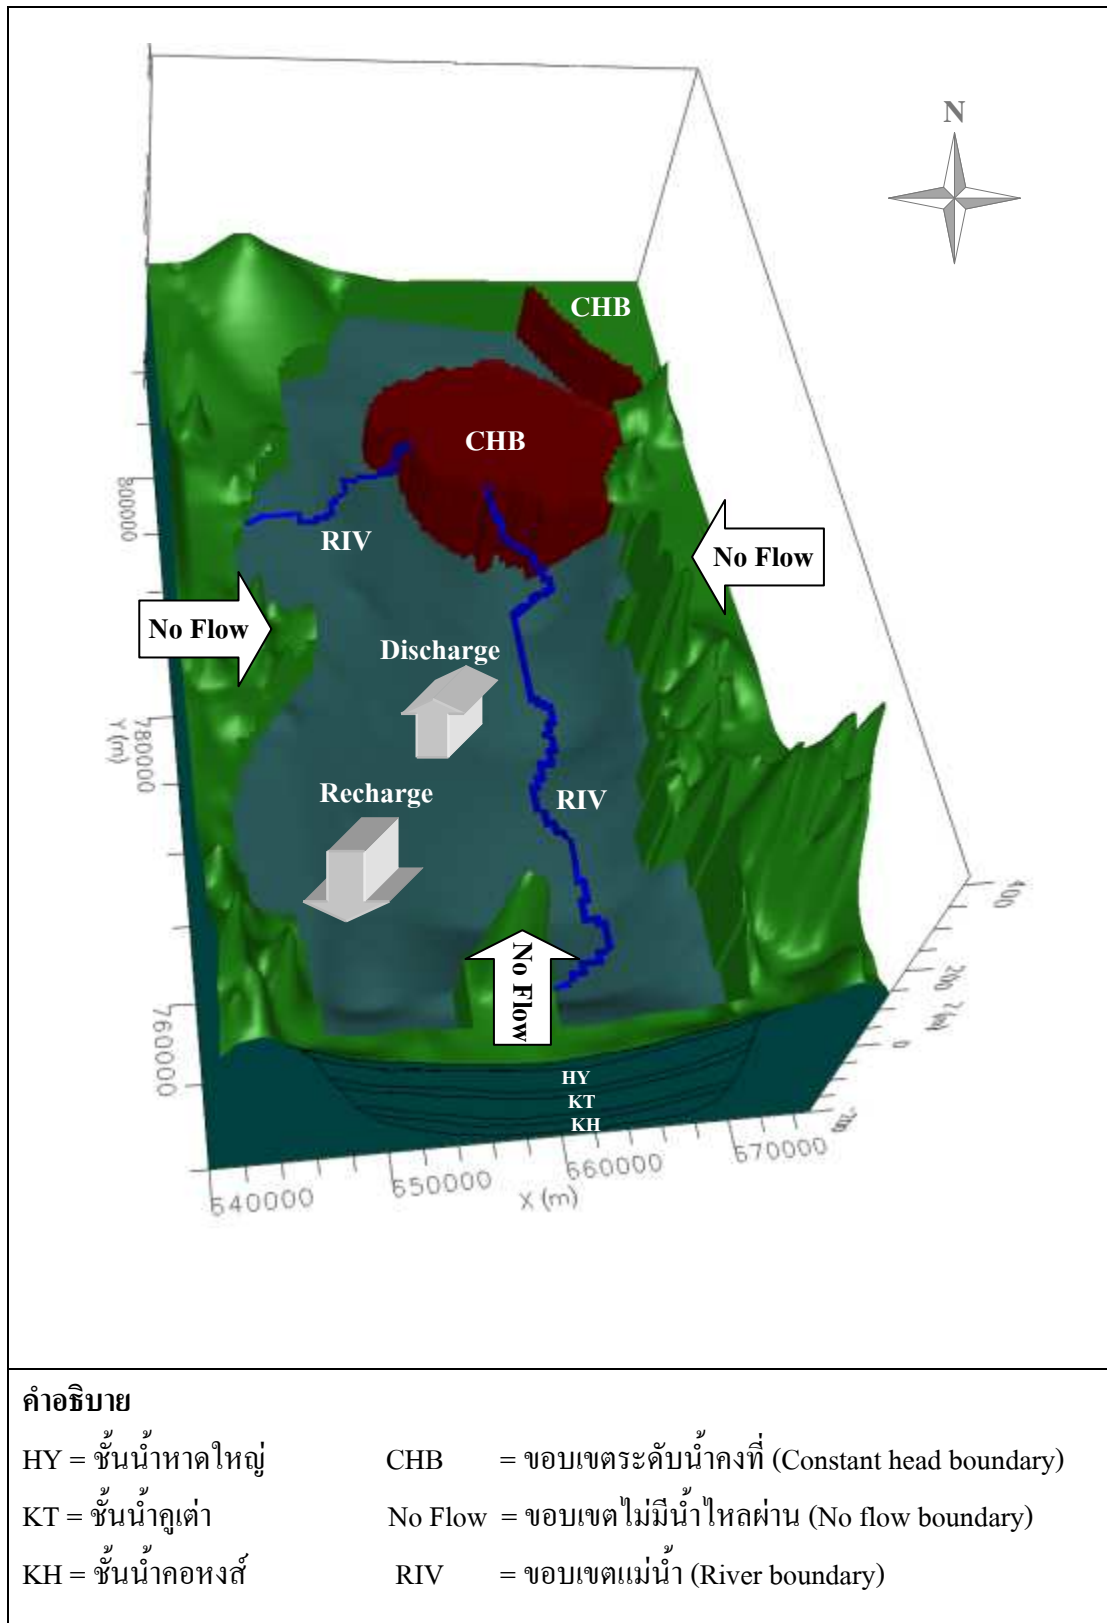 N
CHB
CHB
RIV
No Flow
No Flow
Discharge
Recharge
RIV
No Flow
HY
KT
KH
800000
780000
760000
Y (m)
640000
650000
660000
670000
X (m)
400
200
0
-200
Z (m)
คำอธิบาย
HY = ชั้นน้ำหาดใหญ่ CHB = ขอบเขตระดับน้ำคงที่ (Constant head boundary)
KT = ชั้นน้ำคูเต่า No Flow = ขอบเขตไม่มีน้ำไหลผ่าน (No flow boundary)
KH = ชั้นน้ำคอหงส์ RIV = ขอบเขตแม่น้ำ (River boundary)